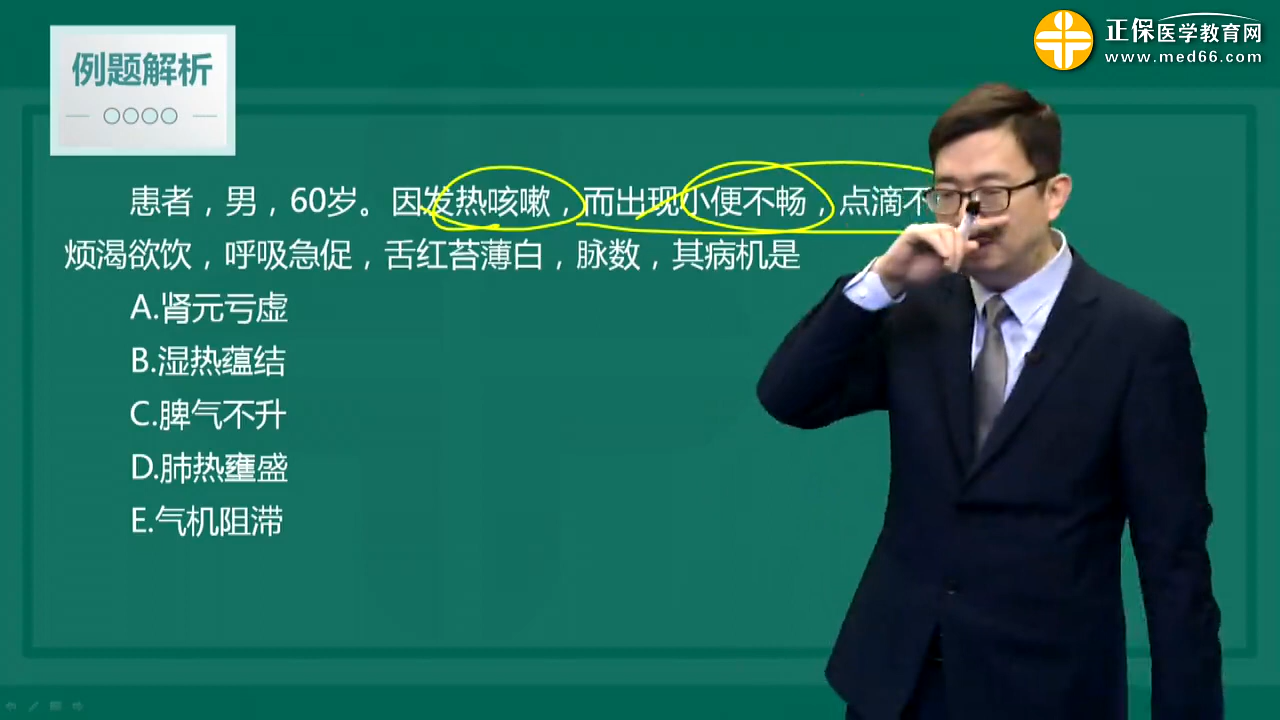 正保医学教育网
www.med66.com
例题解析
患者，男，60岁。因发热咳嗽，而出现小便不畅，点滴不
烦渴欲饮，呼吸急促，舌红苔薄白，脉数，其病机是
A.肾元亏虚
B.湿热蕴结
C.脾气不升
D.肺热壅盛
E.气机阻滞